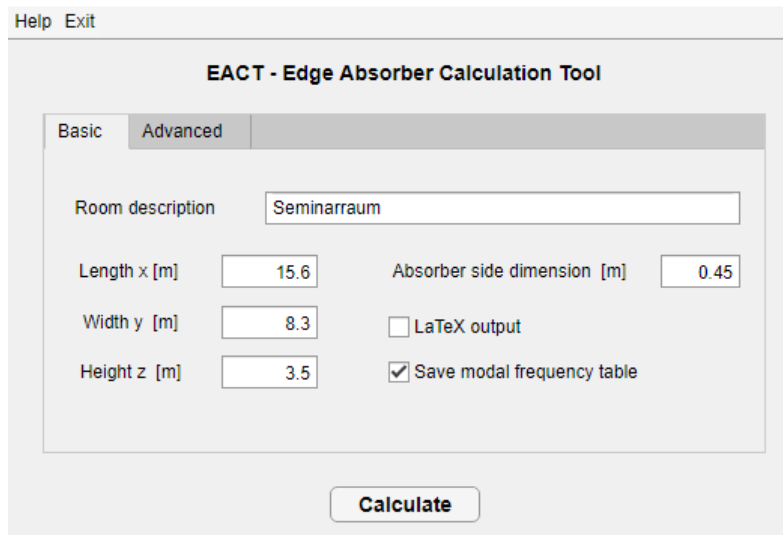 Help Exit
EACT - Edge Absorber Calculation Tool
Basic Advanced
Room description Seminarraum
Length x [m] 15.6 Absorber side dimension [m] 0.45
Width y [m] 8.3 LaTeX output
Height z [m] 3.5 Save modal frequency table
Calculate